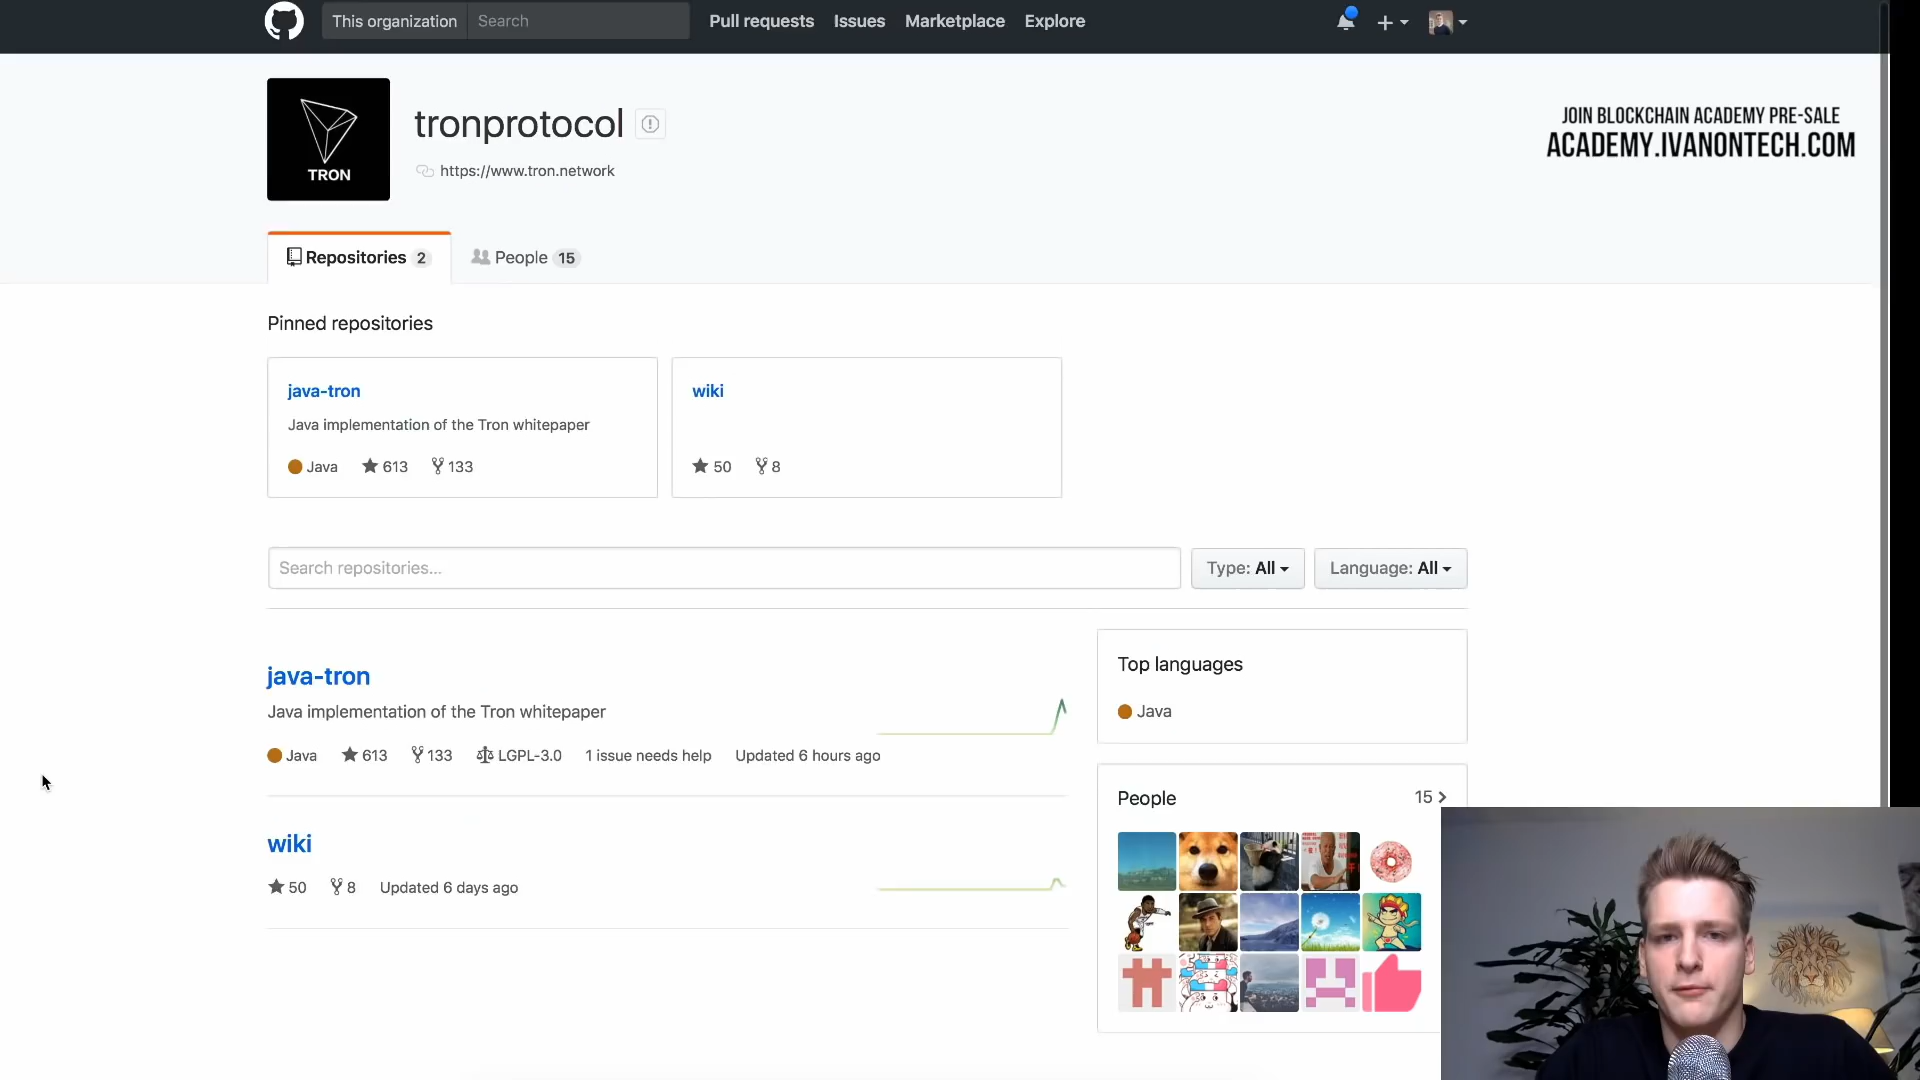 This organization Search Pull requests Issues Marketplace Explore
JOIN BLOCKCHAIN ACADEMY PRE-SALE
ACADEMY.IVANONTECH.COM
TRON
tronprotocol
https://www.tron.network
Repositories 2 People 15
Pinned repositories
java-tron
Java implementation of the Tron whitepaper
Java 613 133
wiki
50 8
Search repositories...
Type: All Language: All
java-tron
Java implementation of the Tron whitepaper
Java 613 133 LGPL-3.0 1 issue needs help Updated 6 hours ago
wiki
50 8 Updated 6 days ago
Top languages
Java
People 15